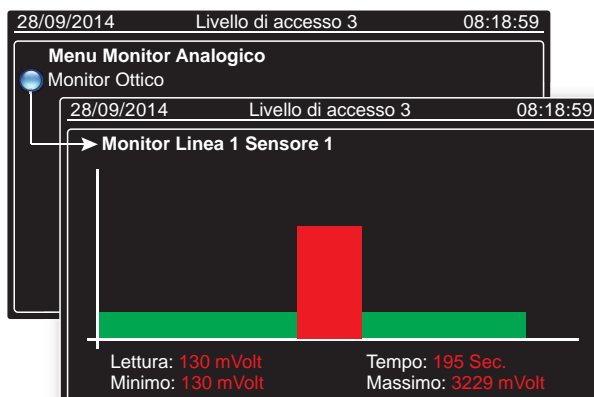 28/09/2014 Livello di accesso 3 08:18:59
Menu Monitor Analogico
Monitor Ottico
28/09/2014 Livello di accesso 3 08:18:59
Monitor Linea 1 Sensore 1
Lettura: 130 mVolt Tempo: 195 Sec.
Minimo: 130 mVolt Massimo: 3229 mVolt